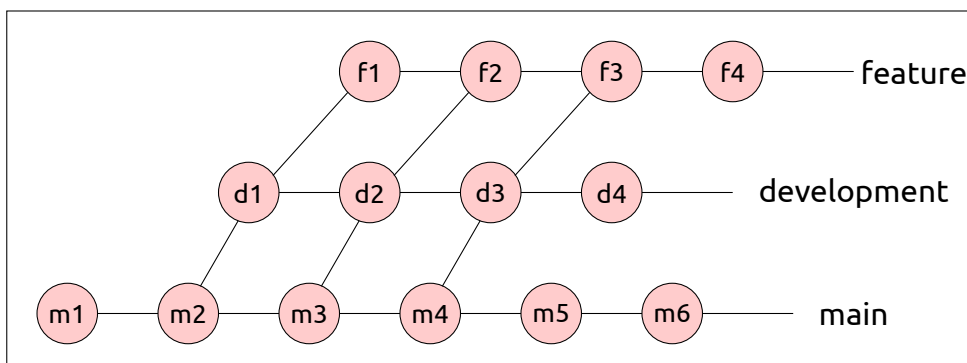 f1 f2 f3 f4 feature
d1 d2 d3 d4 development
m1 m2 m3 m4 m5 m6 main